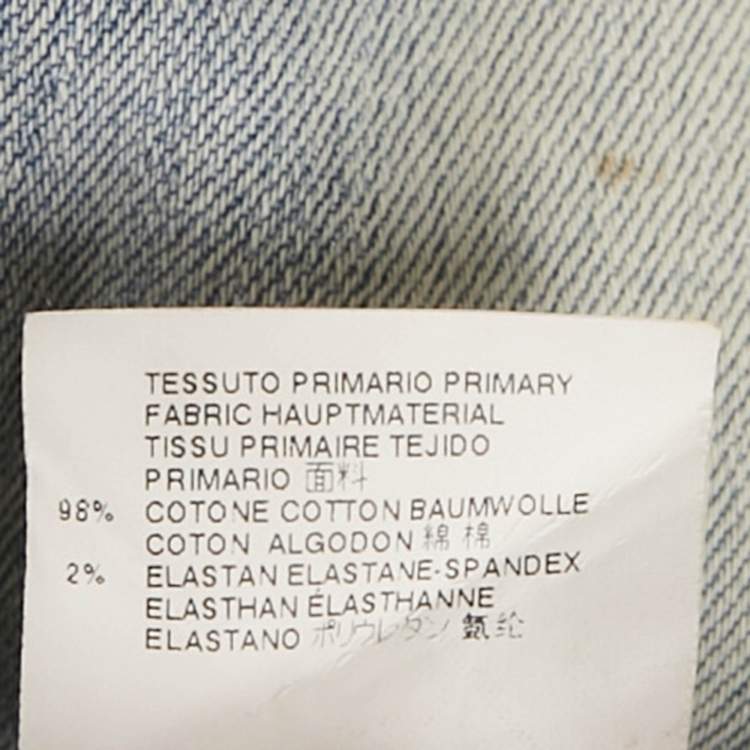 TESSUTO PRIMARIO PRIMARY
FABRIC HAUPTMATERIAL
TISSU PRIMAIRE TEJIDO
PRIMARIO 面料
98% COTONE COTTON BAUMWOLLE
COTON ALGODON 綿 棉
2% ELASTAN ELASTANE-SPANDEX
ELASTHAN ÉLASTHANNE
ELASTANO ポリウレタン 氨纶